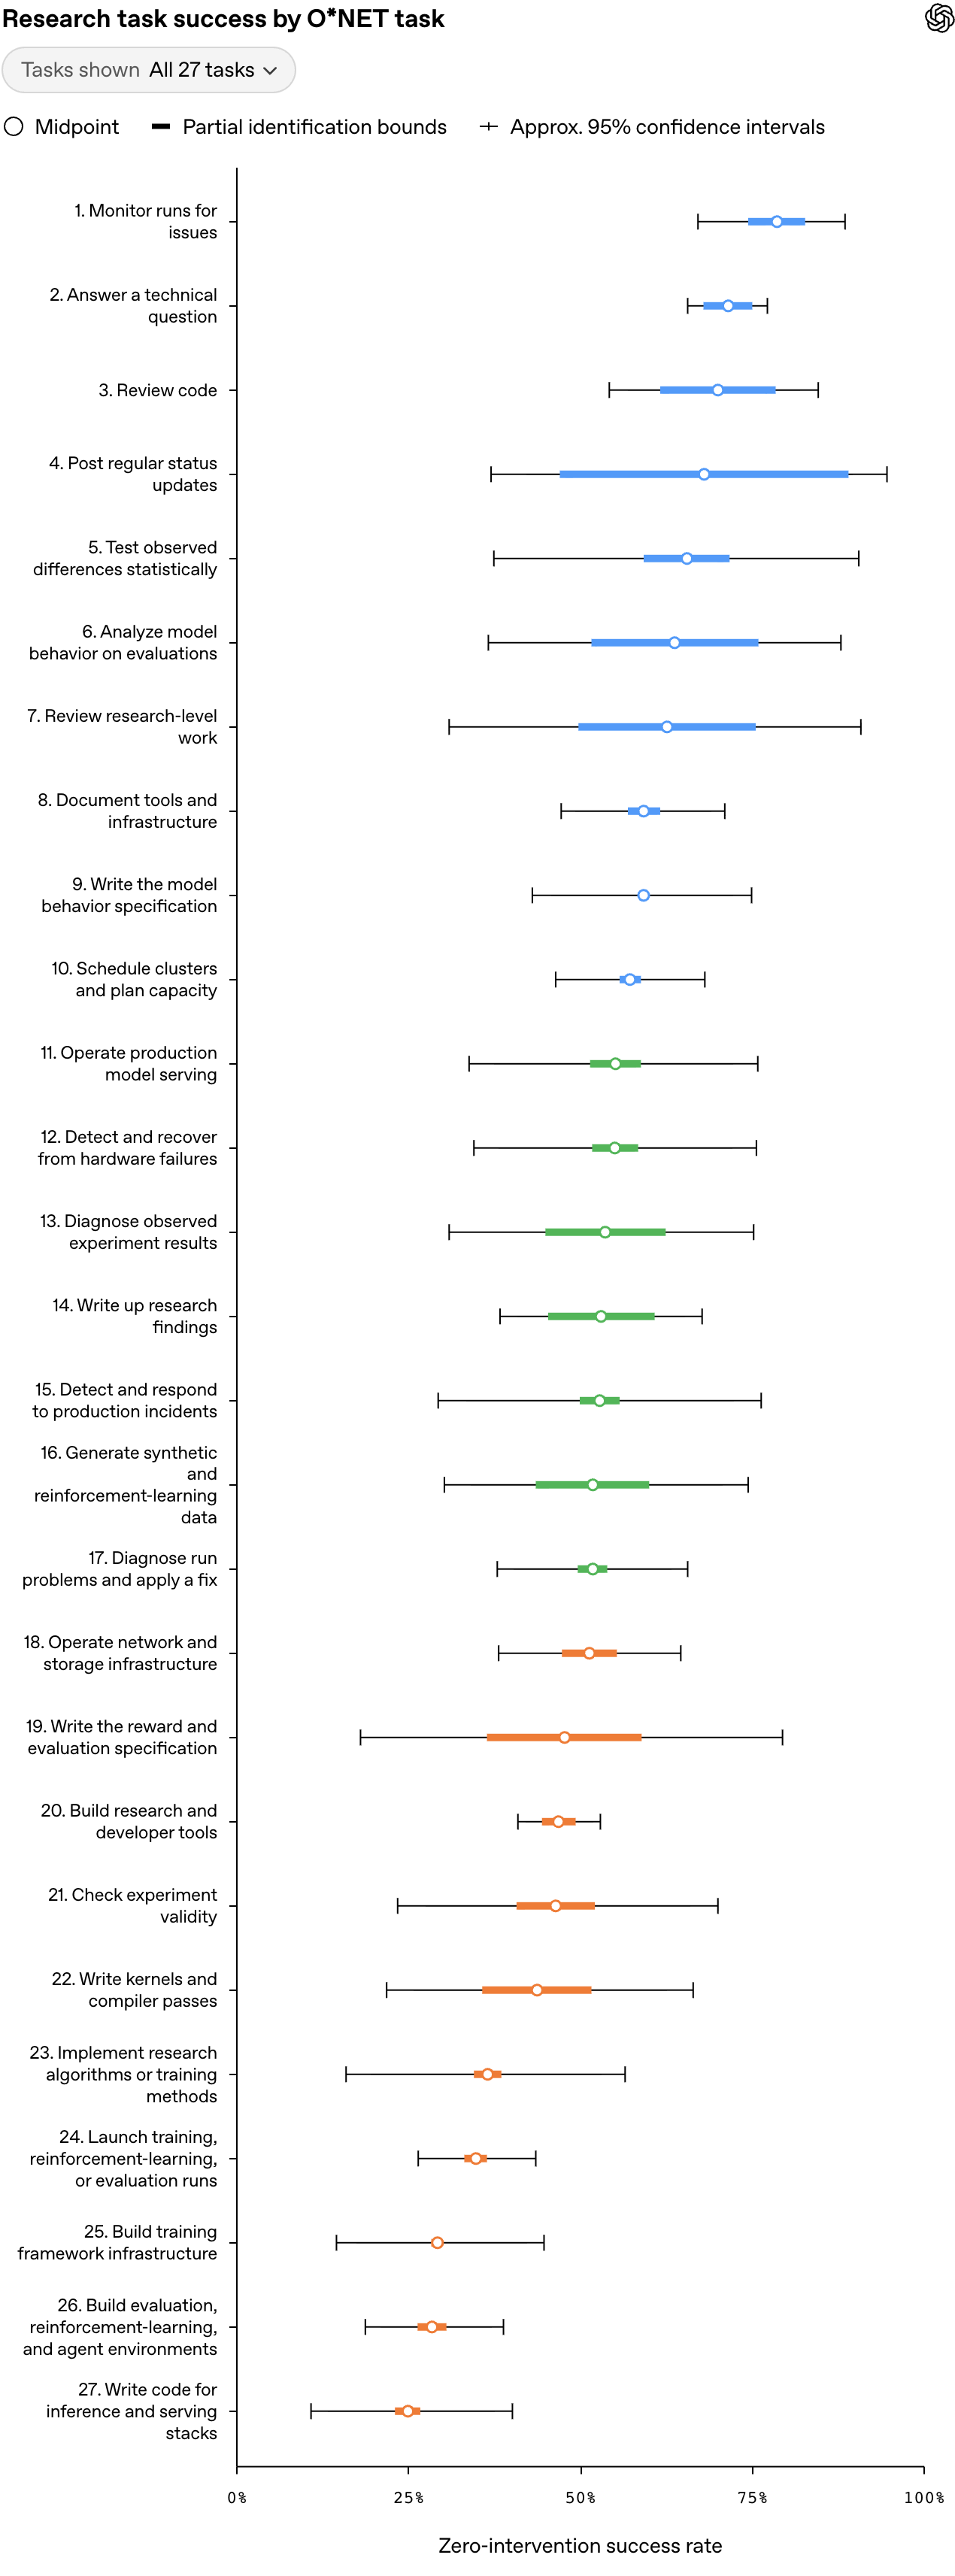 Research task success by O*NET task
Tasks shown All 27 tasks
Midpoint
Partial identification bounds
Approx. 95% confidence intervals
1. Monitor runs for
issues
2. Answer a technical
question
3. Review code
4. Post regular status
updates
5. Test observed
differences statistically
6. Analyze model
behavior on evaluations
7. Review research-level
work
8. Document tools and
infrastructure
9. Write the model
behavior specification
10. Schedule clusters
and plan capacity
11. Operate production
model serving
12. Detect and recover
from hardware failures
13. Diagnose observed
experiment results
14. Write up research
findings
15. Detect and respond
to production incidents
16. Generate synthetic
and
reinforcement-learning
data
17. Diagnose run
problems and apply a fix
18. Operate network and
storage infrastructure
19. Write the reward and
evaluation specification
20. Build research and
developer tools
21. Check experiment
validity
22. Write kernels and
compiler passes
23. Implement research
algorithms or training
methods
24. Launch training,
reinforcement-learning,
or evaluation runs
25. Build training
framework infrastructure
26. Build evaluation,
reinforcement-learning,
and agent environments
27. Write code for
inference and serving
stacks
0% 25% 50% 75% 100%
Zero-intervention success rate